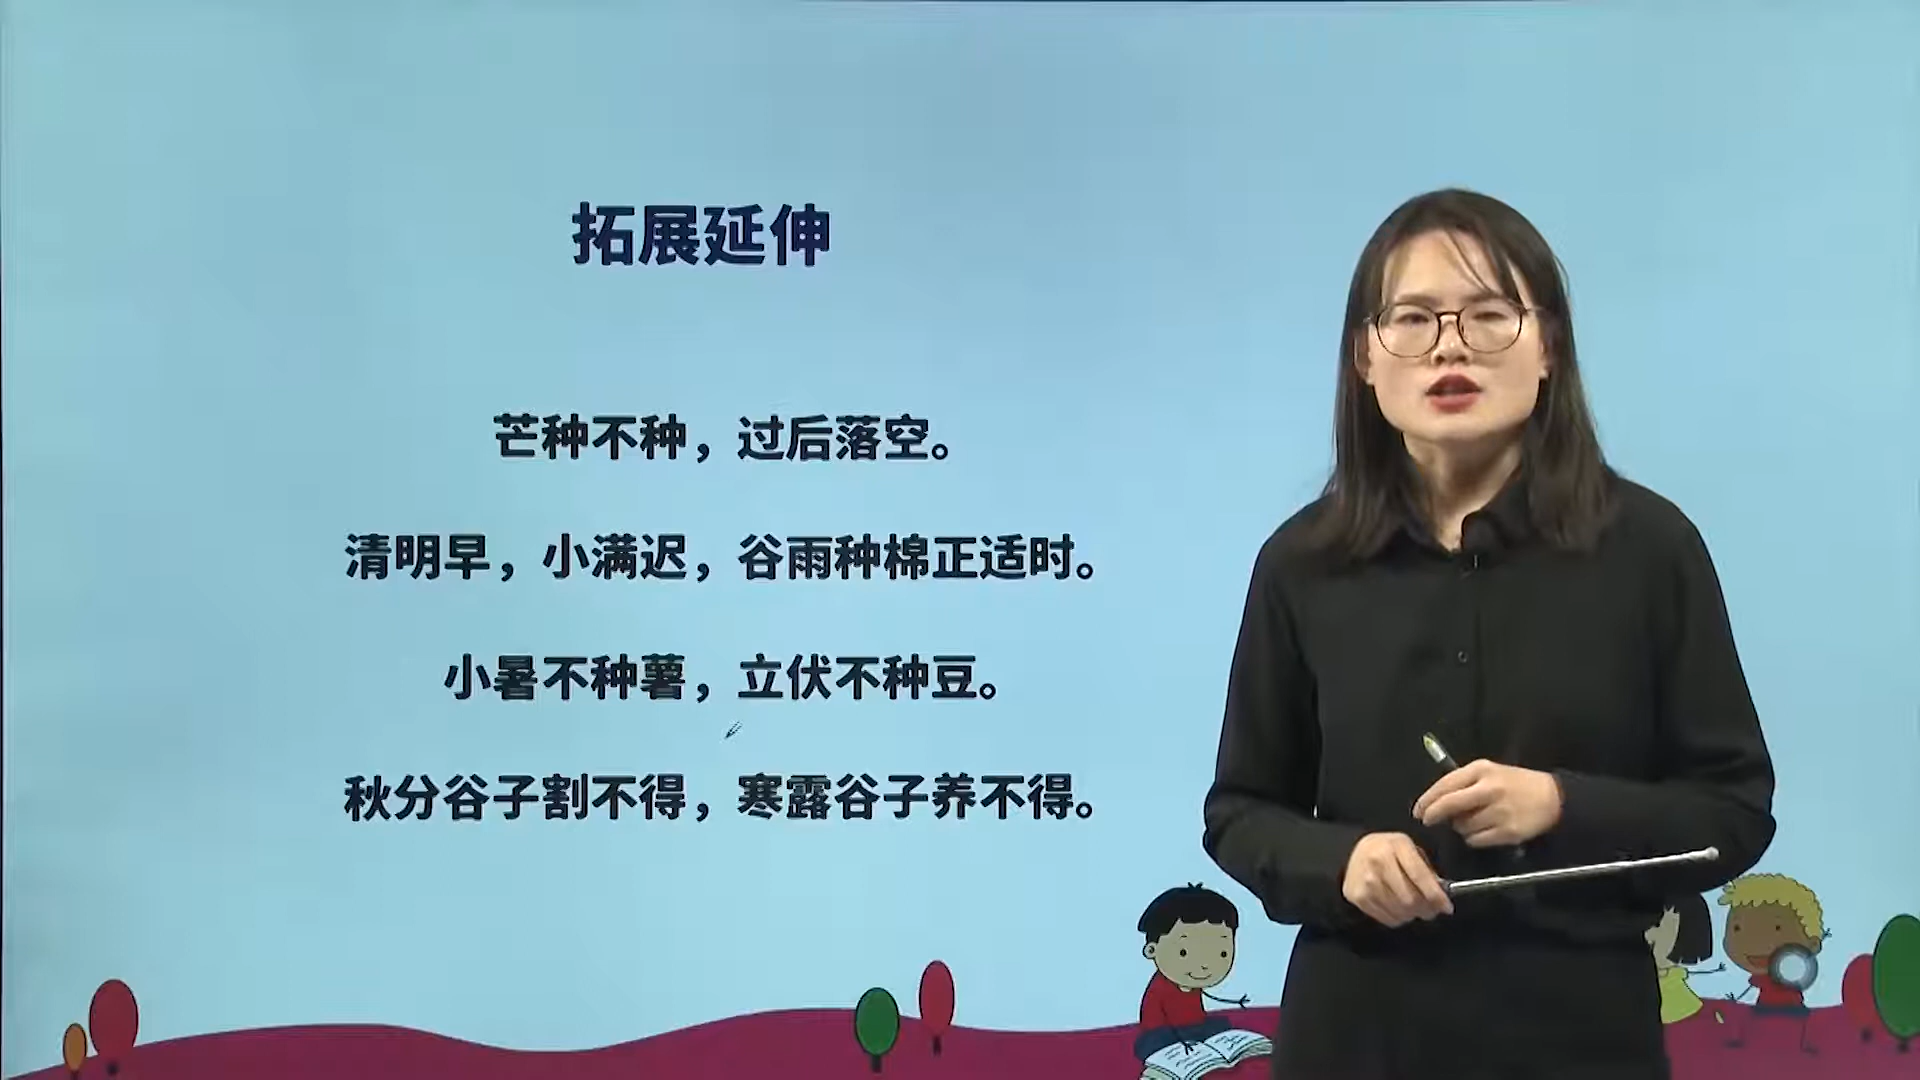 拓展延伸
芒种不种，过后落空。
清明早，小满迟，谷雨种棉正适时。
小暑不种薯，立伏不种豆。
秋分谷子割不得，寒露谷子养不得。